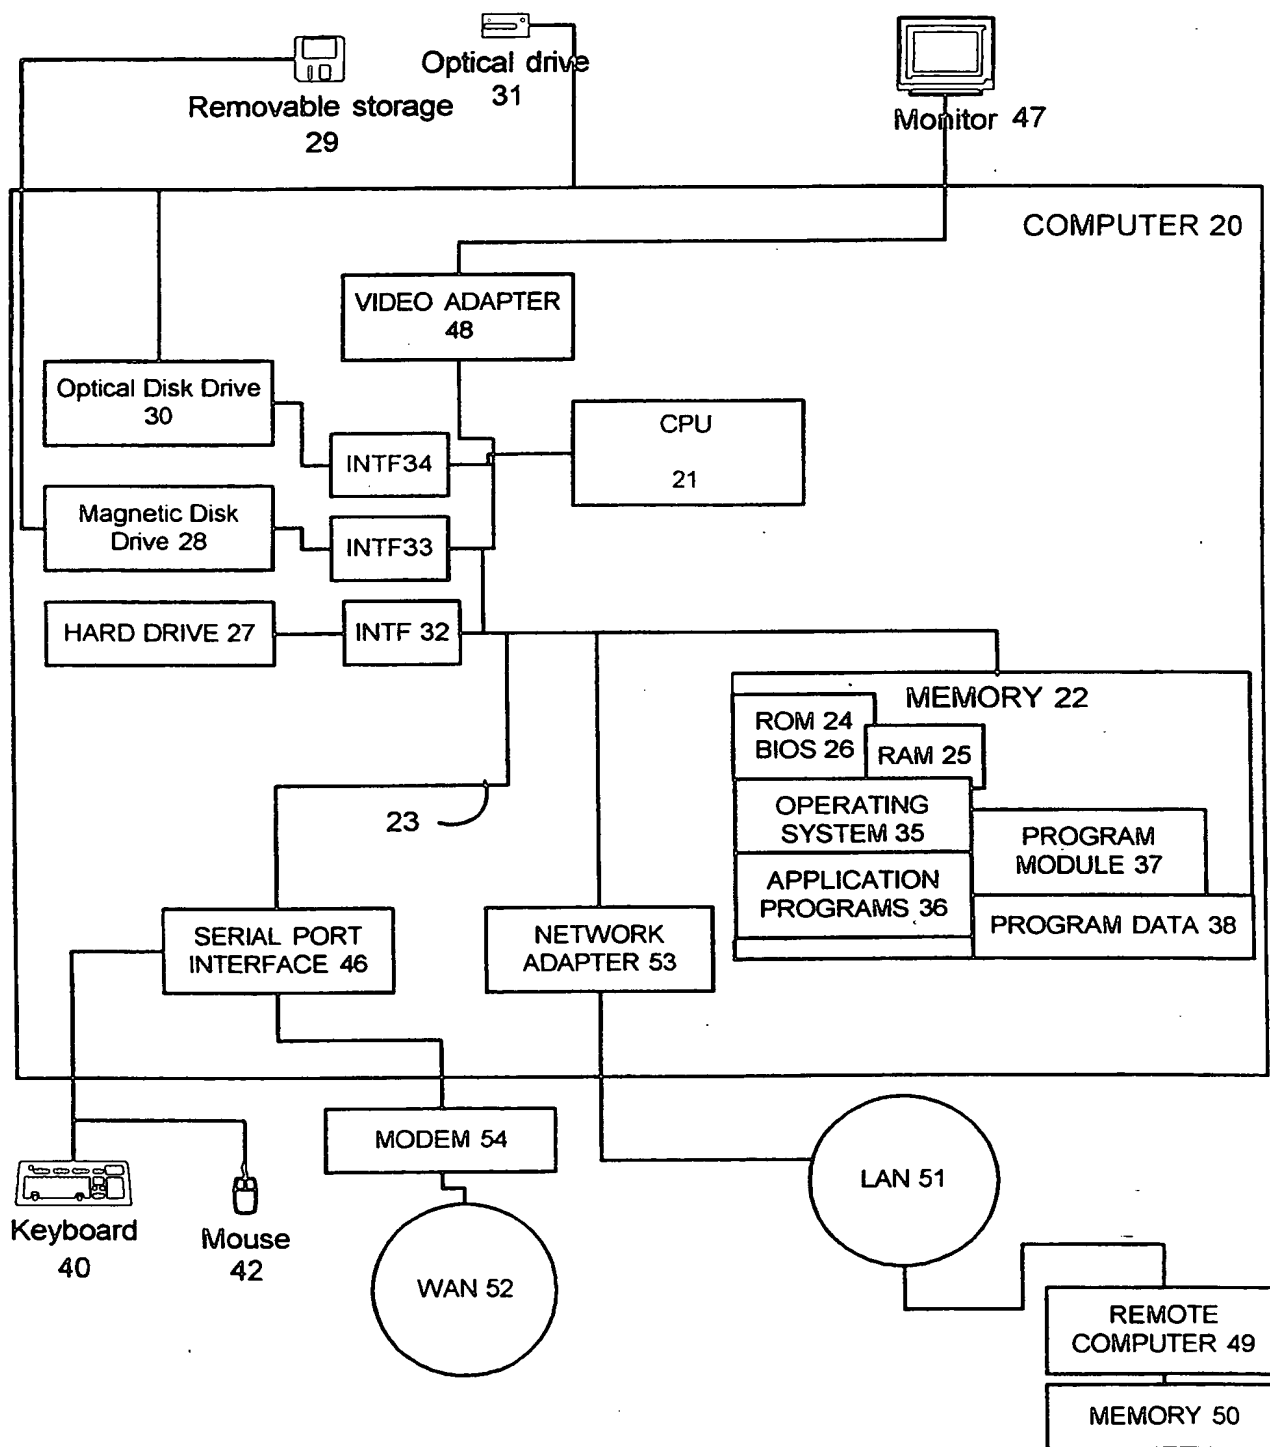 Optical drive
31
Removable storage
29
Monitor 47
COMPUTER 20
VIDEO ADAPTER
48
Optical Disk Drive
30
CPU
21
INTF34
Magnetic Disk
Drive 28
INTF33
HARD DRIVE 27
INTF 32
MEMORY 22
ROM 24
BIOS 26
RAM 25
OPERATING
SYSTEM 35
23
PROGRAM
MODULE 37
APPLICATION
PROGRAMS 36
PROGRAM DATA 38
SERIAL PORT
INTERFACE 46
NETWORK
ADAPTER 53
MODEM 54
LAN 51
Keyboard
40
Mouse
42
WAN 52
REMOTE
COMPUTER 49
MEMORY 50